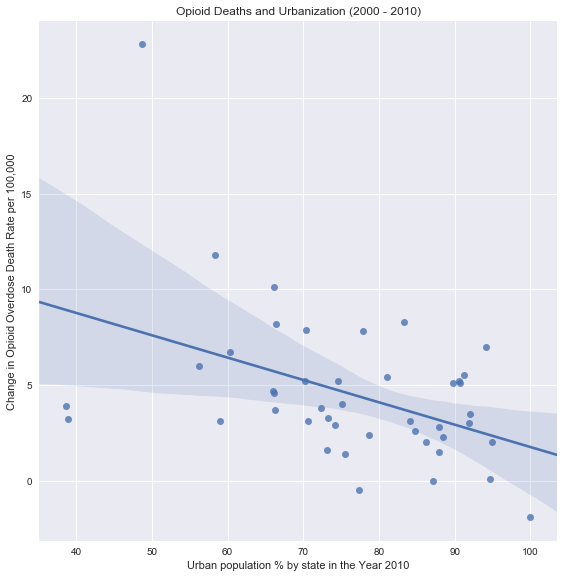 Opioid Deaths and Urbanization (2000 - 2010)
Change in Opioid Overdose Death Rate per 100,000
20
15
10
5
0
40 50 60 70 80 90 100
Urban population % by state in the Year 2010